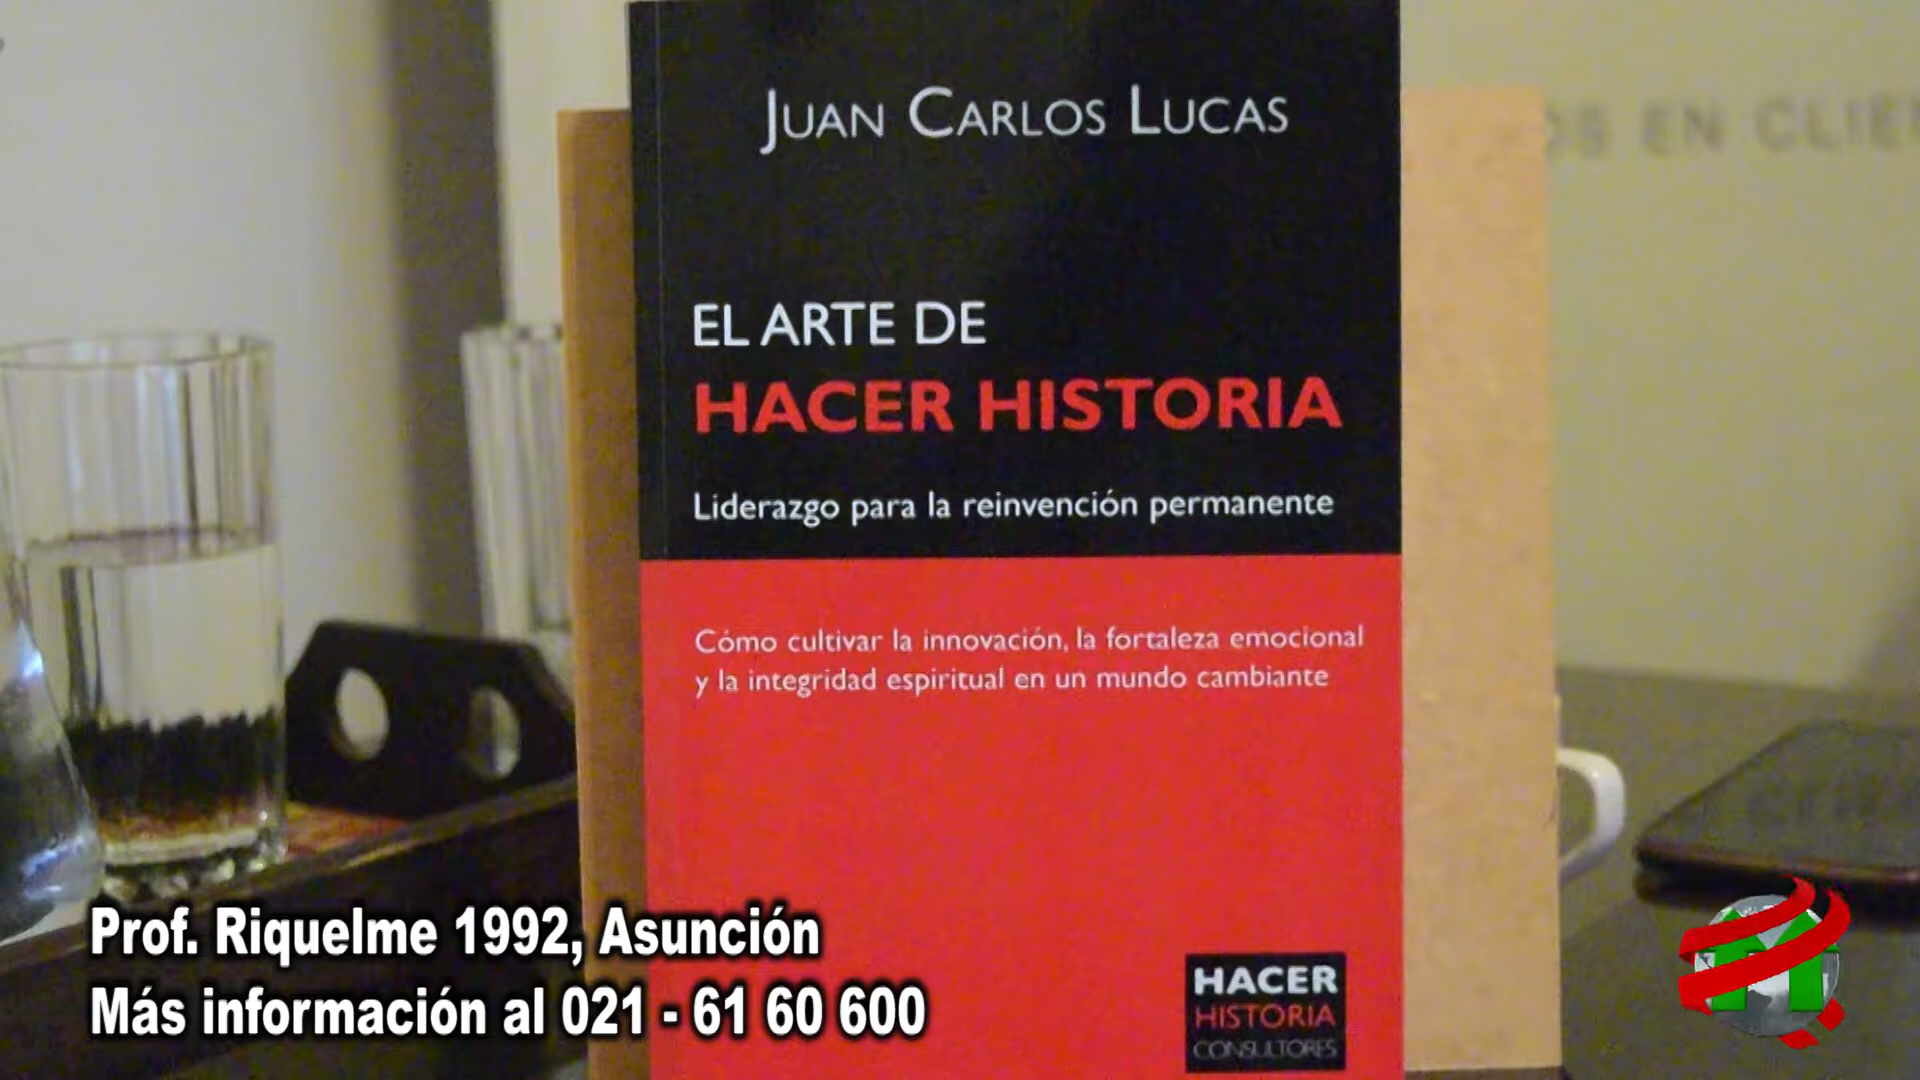 JUAN CARLOS LUCAS
EL ARTE DE
HACER HISTORIA
Liderazgo para la reinvención permanente
Cómo cultivar la innovación, la fortaleza emocional
y la integridad espiritual en un mundo cambiante
HACER
HISTORIA
CONSULTORES
EN
Prof. Riquelme 1992, Asunción
Más información al 021 - 61 60 600